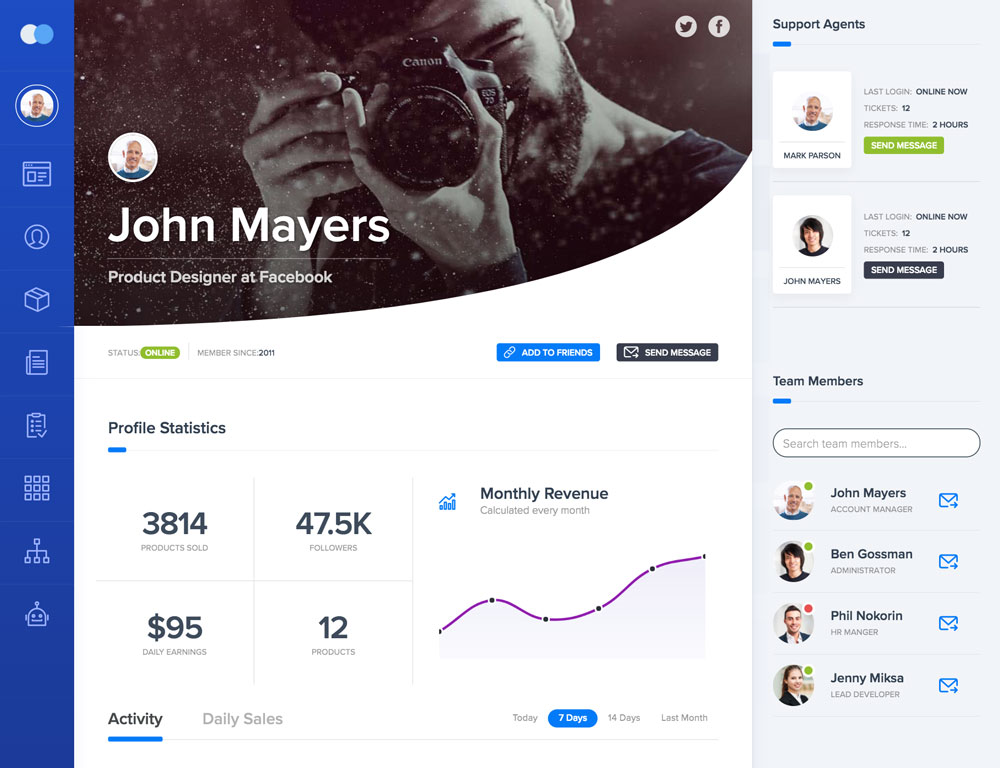 Canon
EOS
70
John Mayers
Product Designer at Facebook
STATUS: ONLINE
MEMBER SINCE:2011
ADD TO FRIENDS
SEND MESSAGE
Profile Statistics
3814
PRODUCTS SOLD
47.5K
FOLLOWERS
$95
DAILY EARNINGS
12
PRODUCTS
Monthly Revenue
Calculated every month
Activity
Daily Sales
Today
7 Days
14 Days
Last Month
Support Agents
MARK PARSON
LAST LOGIN: ONLINE NOW
TICKETS: 12
RESPONSE TIME: 2 HOURS
SEND MESSAGE
JOHN MAYERS
LAST LOGIN: ONLINE NOW
TICKETS: 12
RESPONSE TIME: 2 HOURS
SEND MESSAGE
Team Members
Search team members...
John Mayers
ACCOUNT MANAGER
Ben Gossman
ADMINISTRATOR
Phil Nokorin
HR MANGER
Jenny Miksa
LEAD DEVELOPER